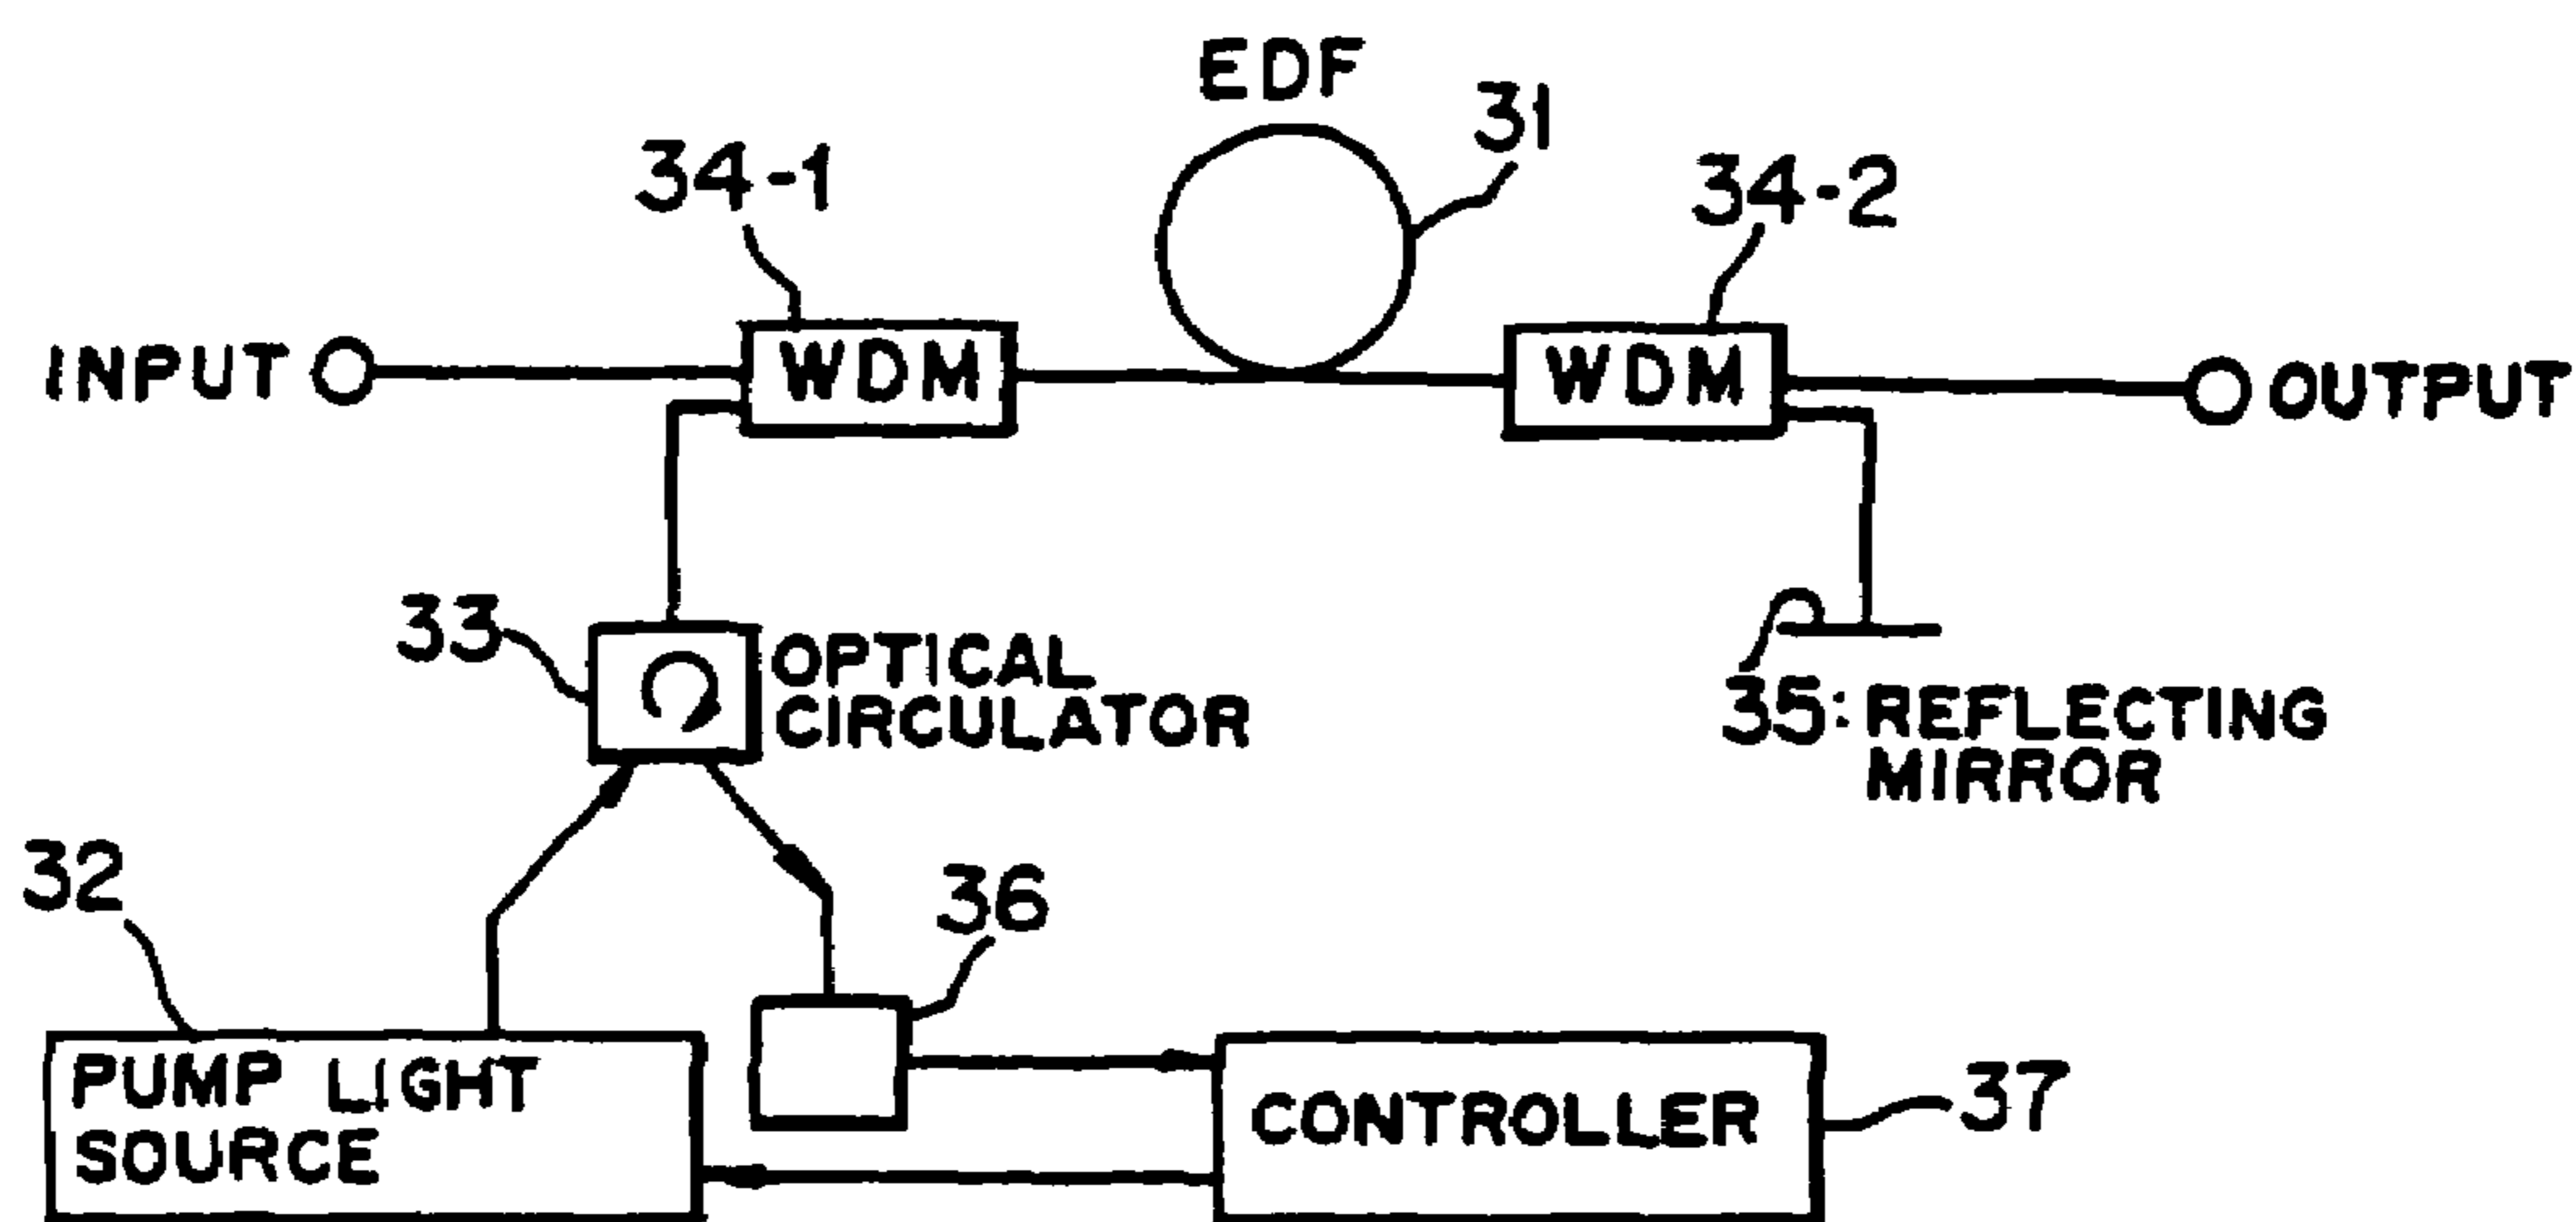 EDF
31
34-1
34-2
INPUT
WDM
WDM
OUTPUT
33
OPTICAL
CIRCULATOR
35: REFLECTING
MIRROR
32
36
PUMP LIGHT
SOURCE
CONTROLLER
37